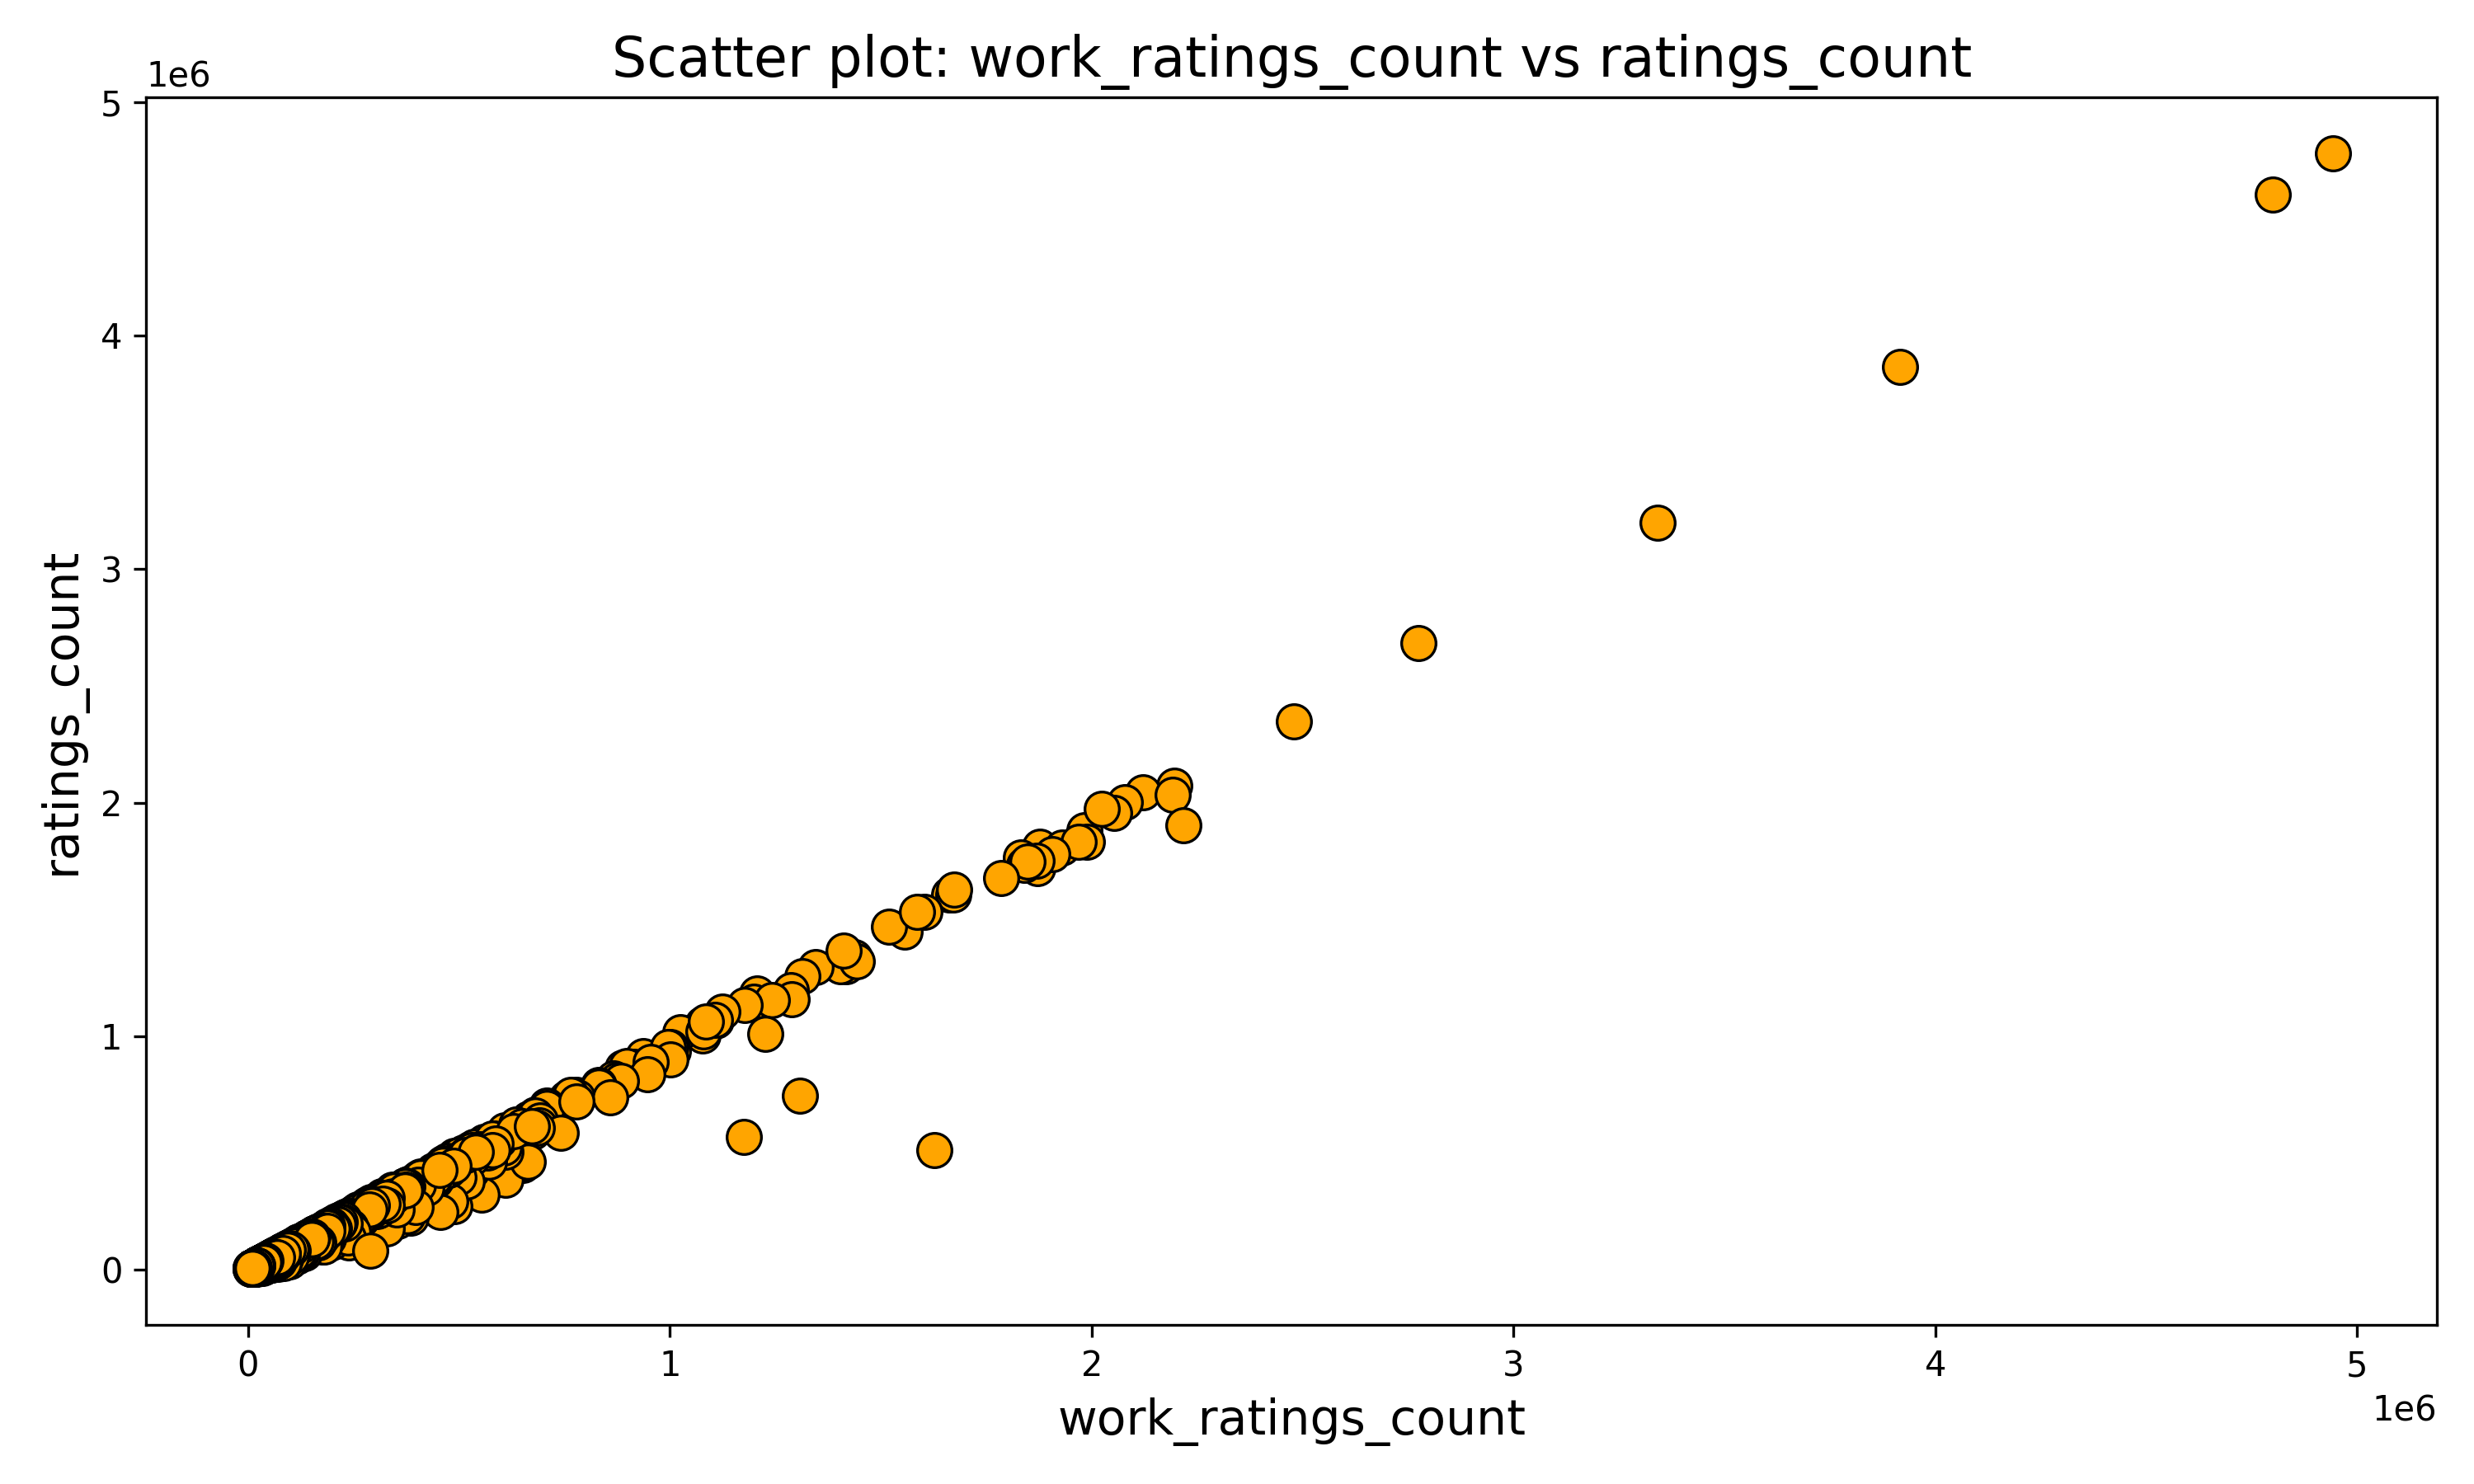 Scatter plot: work_ratings_count vs ratings_count
1e6
5
4
3
2
1
0
ratings_count
0 1 2 3 4 5
1e6
work_ratings_count